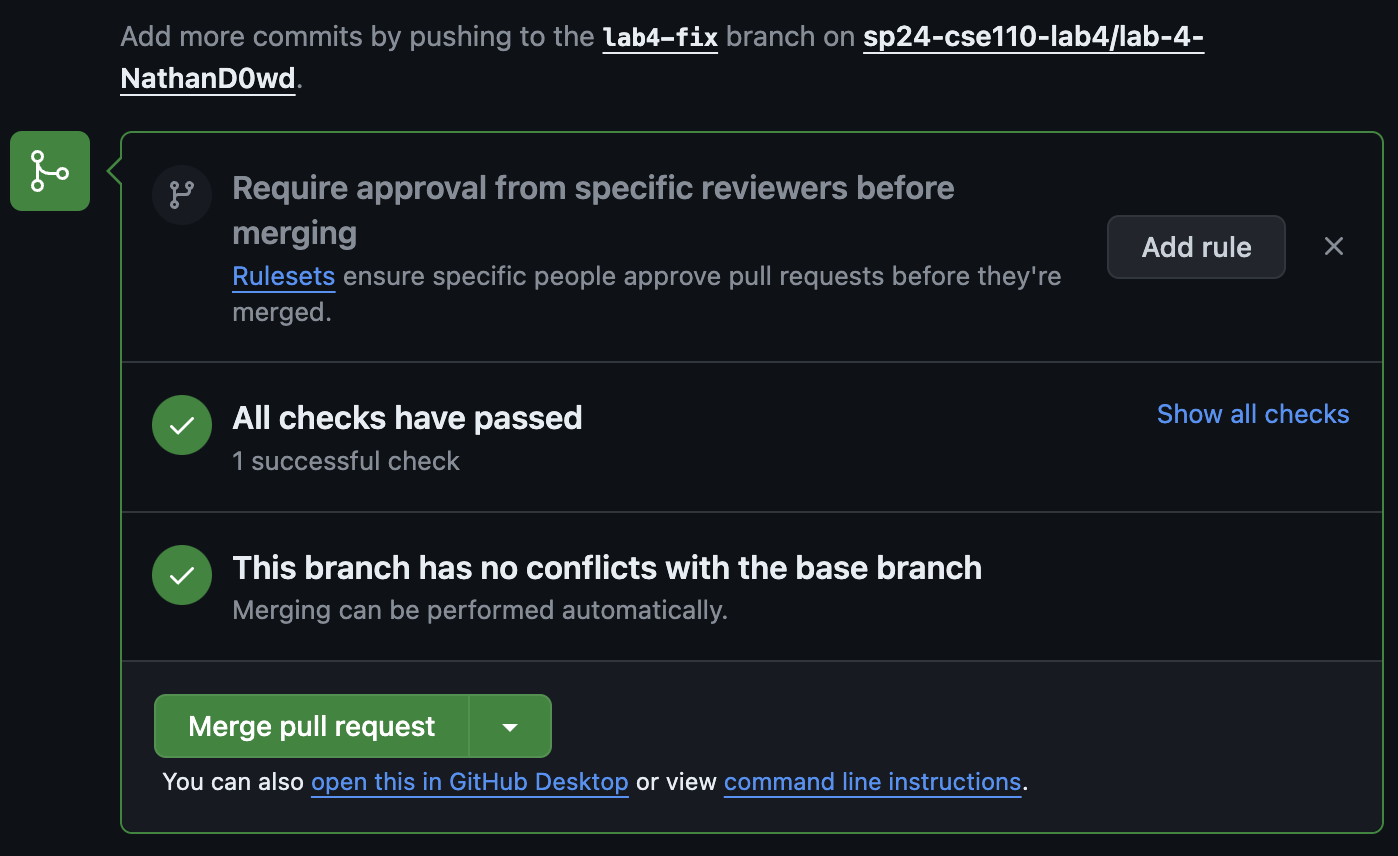 Add more commits by pushing to the lab4-fix branch on sp24-cse110-lab4/lab-4-
NathanD0wd.
Require approval from specific reviewers before
merging
Rulesets ensure specific people approve pull requests before they're
merged.
Add rule
All checks have passed
1 successful check
Show all checks
This branch has no conflicts with the base branch
Merging can be performed automatically.
Merge pull request
You can also open this in GitHub Desktop or view command line instructions.